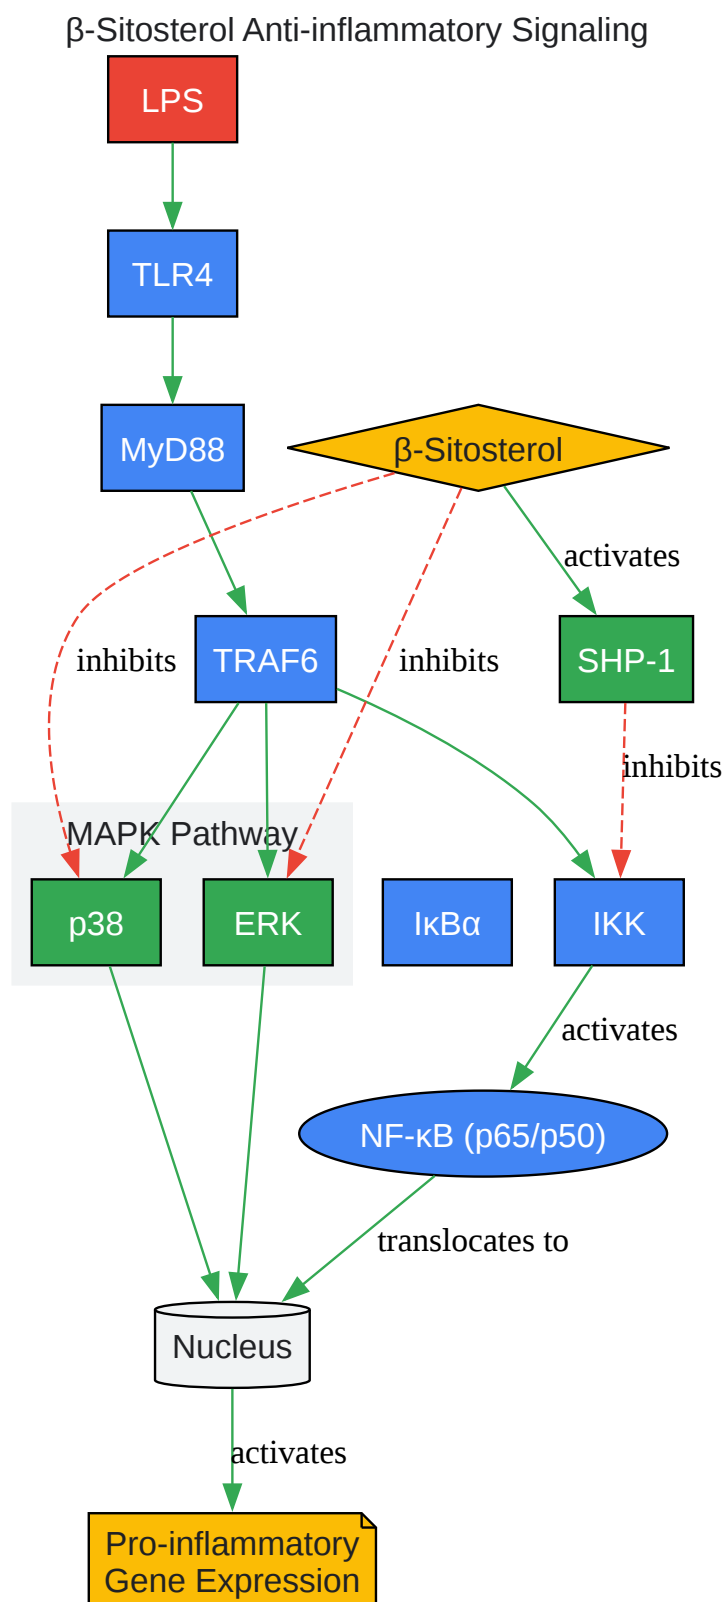 β-Sitosterol Anti-inflammatory Signaling
LPS
TLR4
MyD88
β-Sitosterol
activates
inhibits
TRAF6
inhibits
SHP-1
inhibits
MAPK Pathway
p38
ERK
IκBα
IKK
activates
NF-κB (p65/p50)
translocates to
Nucleus
activates
Pro-inflammatory
Gene Expression